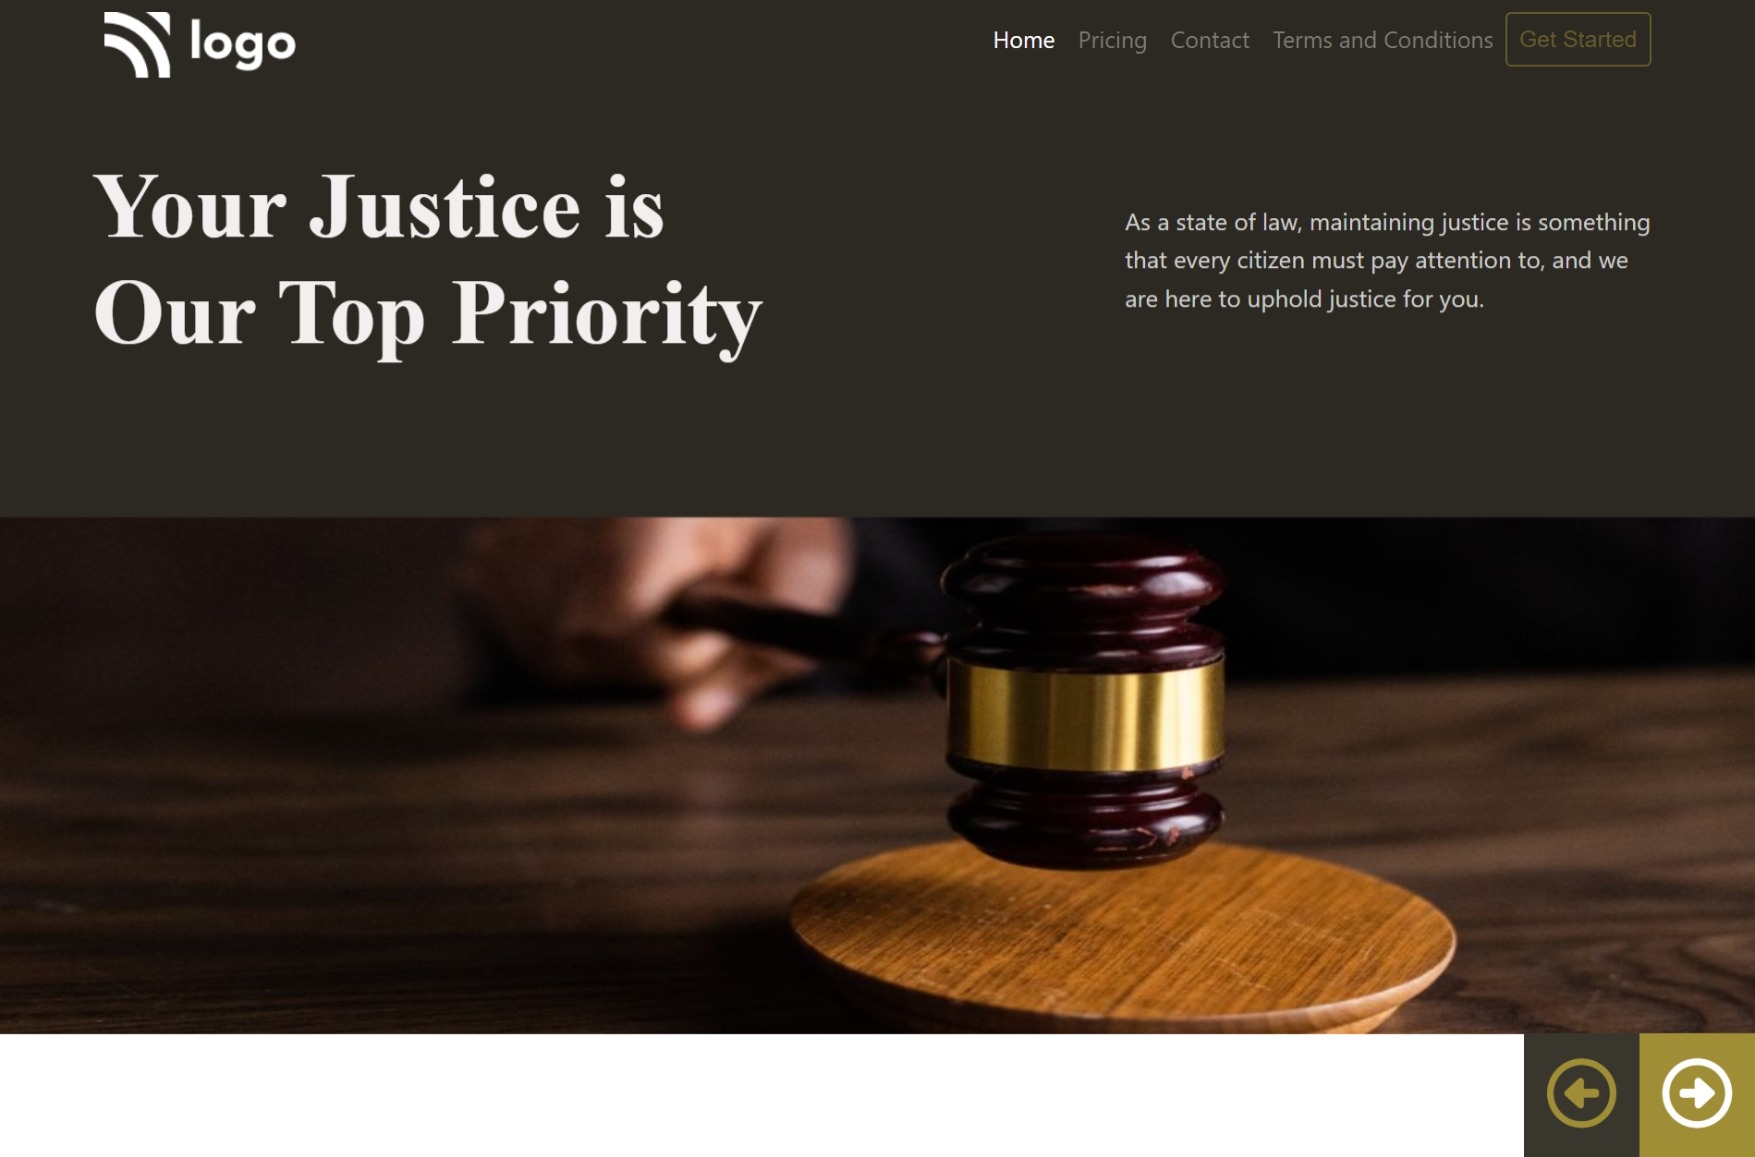 logo
Home Pricing Contact Terms and Conditions Get Started
Your Justice is
Our Top Priority
As a state of law, maintaining justice is something
that every citizen must pay attention to, and we
are here to uphold justice for you.